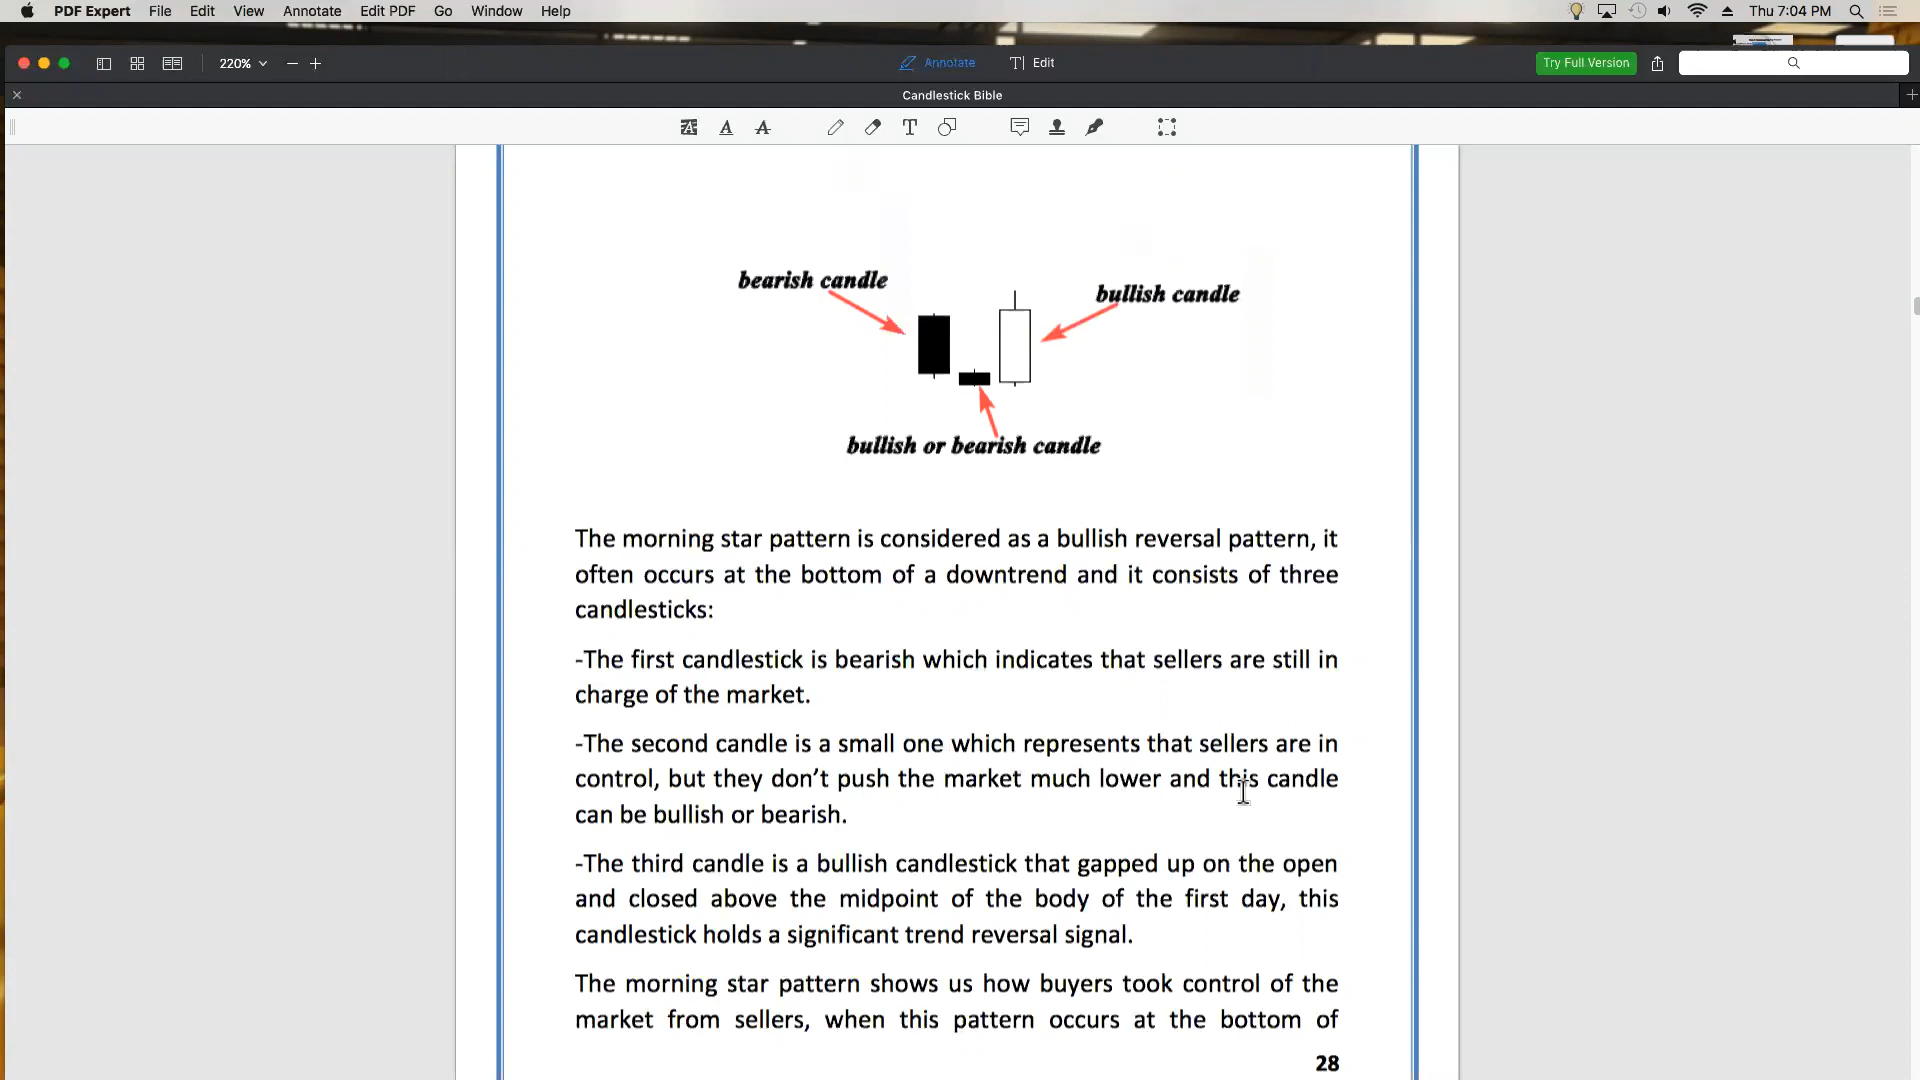 PDF Expert File Edit View Annotate Edit PDF Go Window Help Thu 7:04 PM
220% Annotate Edit Try Full Version
Candlestick Bible
bearish candle
bullish candle
bullish or bearish candle
The morning star pattern is considered as a bullish reversal pattern, it
often occurs at the bottom of a downtrend and it consists of three
candlesticks:
-The first candlestick is bearish which indicates that sellers are still in
charge of the market.
-The second candle is a small one which represents that sellers are in
control, but they don’t push the market much lower and this candle
can be bullish or bearish.
-The third candle is a bullish candlestick that gapped up on the open
and closed above the midpoint of the body of the first day, this
candlestick holds a significant trend reversal signal.
The morning star pattern shows us how buyers took control of the
market from sellers, when this pattern occurs at the bottom of
28